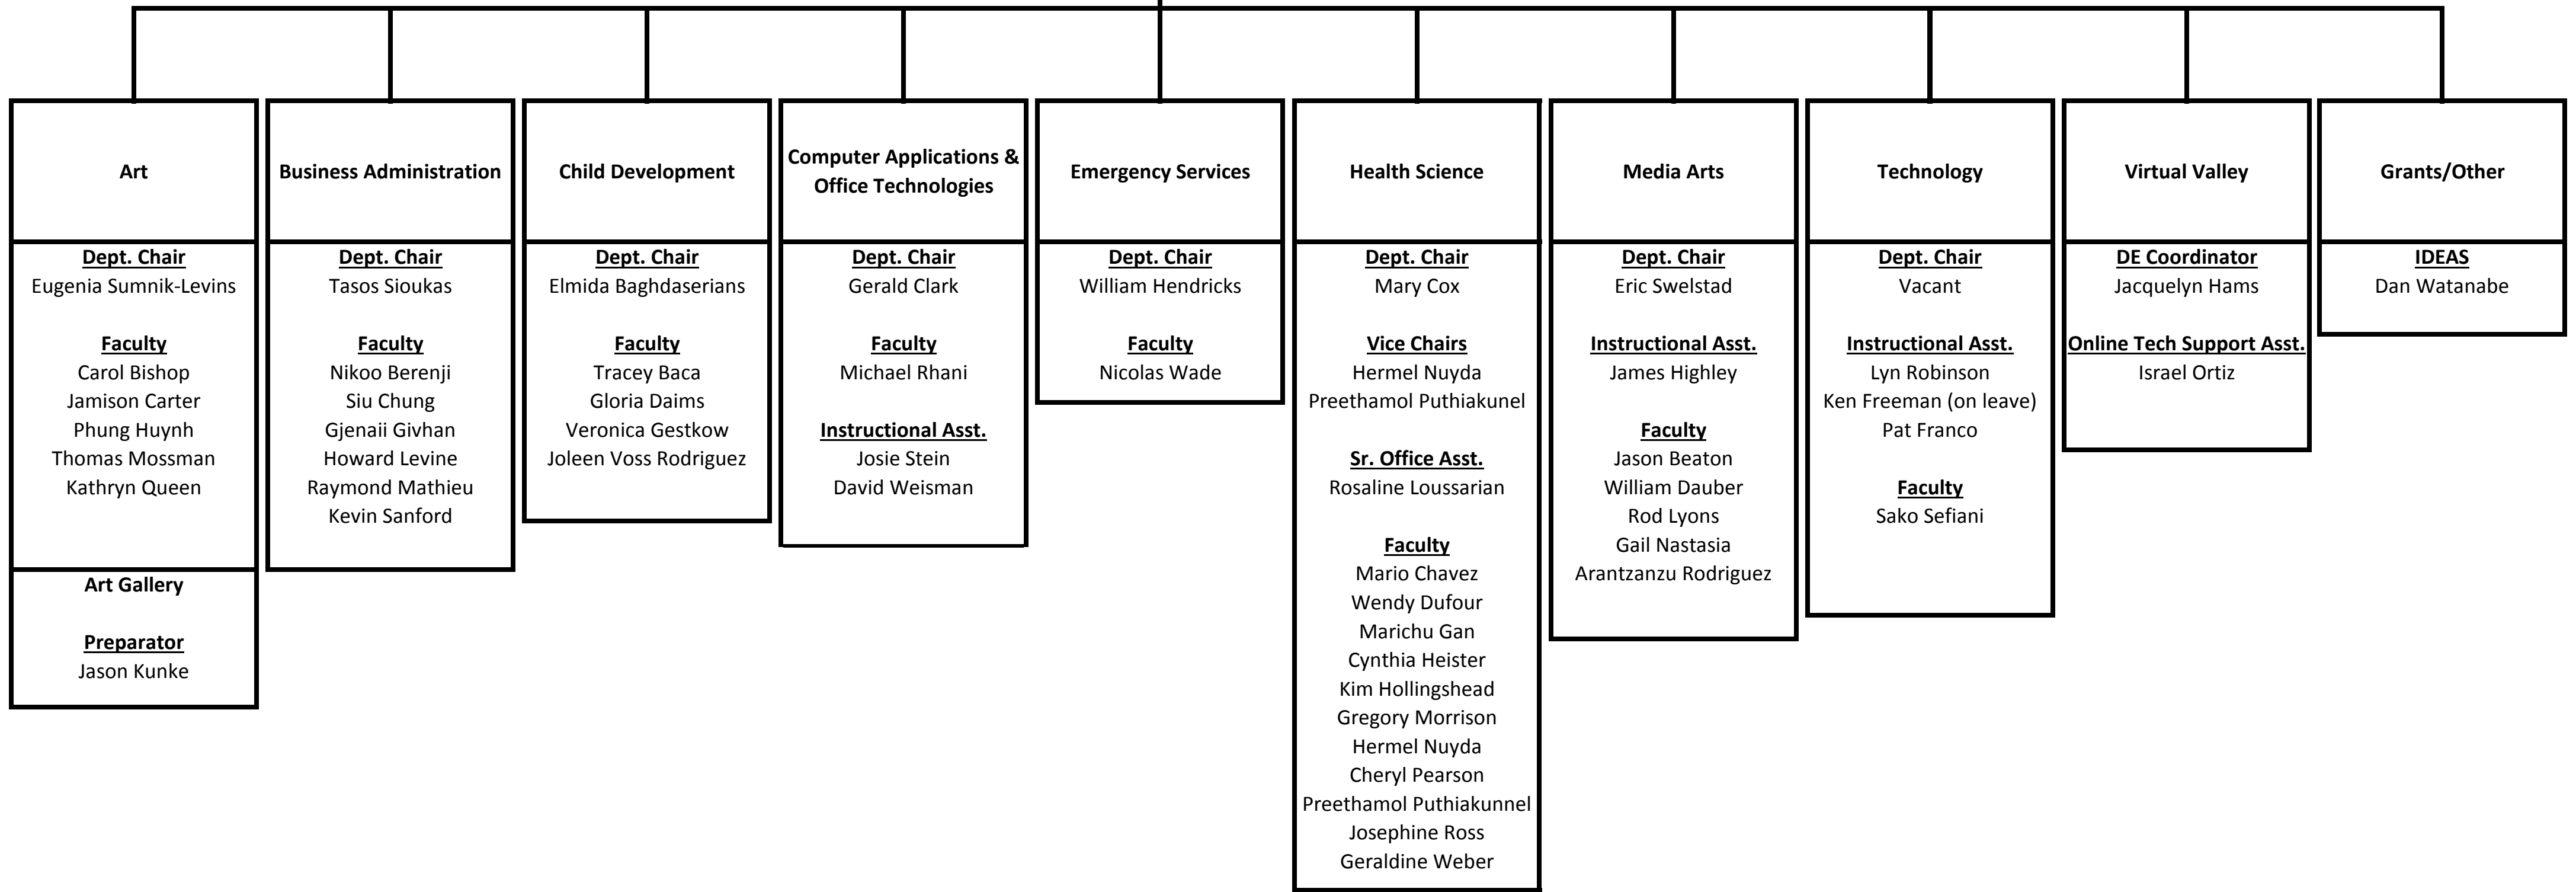 Art
Eugenia Sumnik-Levins
Dept. Chair
Faculty
Carol Bishop
Jamison Carter
Phung Huynh
Thomas Mossman
Kathryn Queen
Art Gallery
Preparator
Jason Kunke
Business Administration
Dept. Chair
Tasos Sioukas
Faculty
Nikoo Berenji
Siu Chung
Gjenaii Givhan
Howard Levine
Raymond Mathieu
Kevin Sanford
Child Development
Dept. Chair
Elmida Baghdaserians
Faculty
Tracey Baca
Gloria Daims
Veronica Gestkow
Joleen Voss Rodriguez
Computer Applications &
Office Technologies
Dept. Chair
Gerald Clark
Faculty
Michael Rhani
Instructional Asst.
Josie Stein
David Weisman
Emergency Services
Dept. Chair
William Hendricks
Faculty
Nicolas Wade
Health Science
Dept. Chair
Mary Cox
Vice Chairs
Hermel Nuyda
Preethamol Puthiakunel
Sr. Office Asst.
Rosaline Loussarian
Faculty
Mario Chavez
Wendy Dufour
Marichu Gan
Cynthia Heister
Kim Hollingshead
Gregory Morrison
Hermel Nuyda
Cheryl Pearson
Preethamol Puthiakunnel
Josephine Ross
Geraldine Weber
Media Arts
Dept. Chair
Eric Swelstad
Instructional Asst.
James Highley
Faculty
Jason Beaton
William Dauber
Rod Lyons
Gail Nastasia
Arantzanzu Rodriguez
Technology
Dept. Chair
Vacant
Instructional Asst.
Lyn Robinson
Ken Freeman (on leave)
Pat Franco
Faculty
Sako Sefiani
Virtual Valley
DE Coordinator
Jacquelyn Hams
Online Tech Support Asst.
Israel Ortiz
Grants/Other
IDEAS
Dan Watanabe